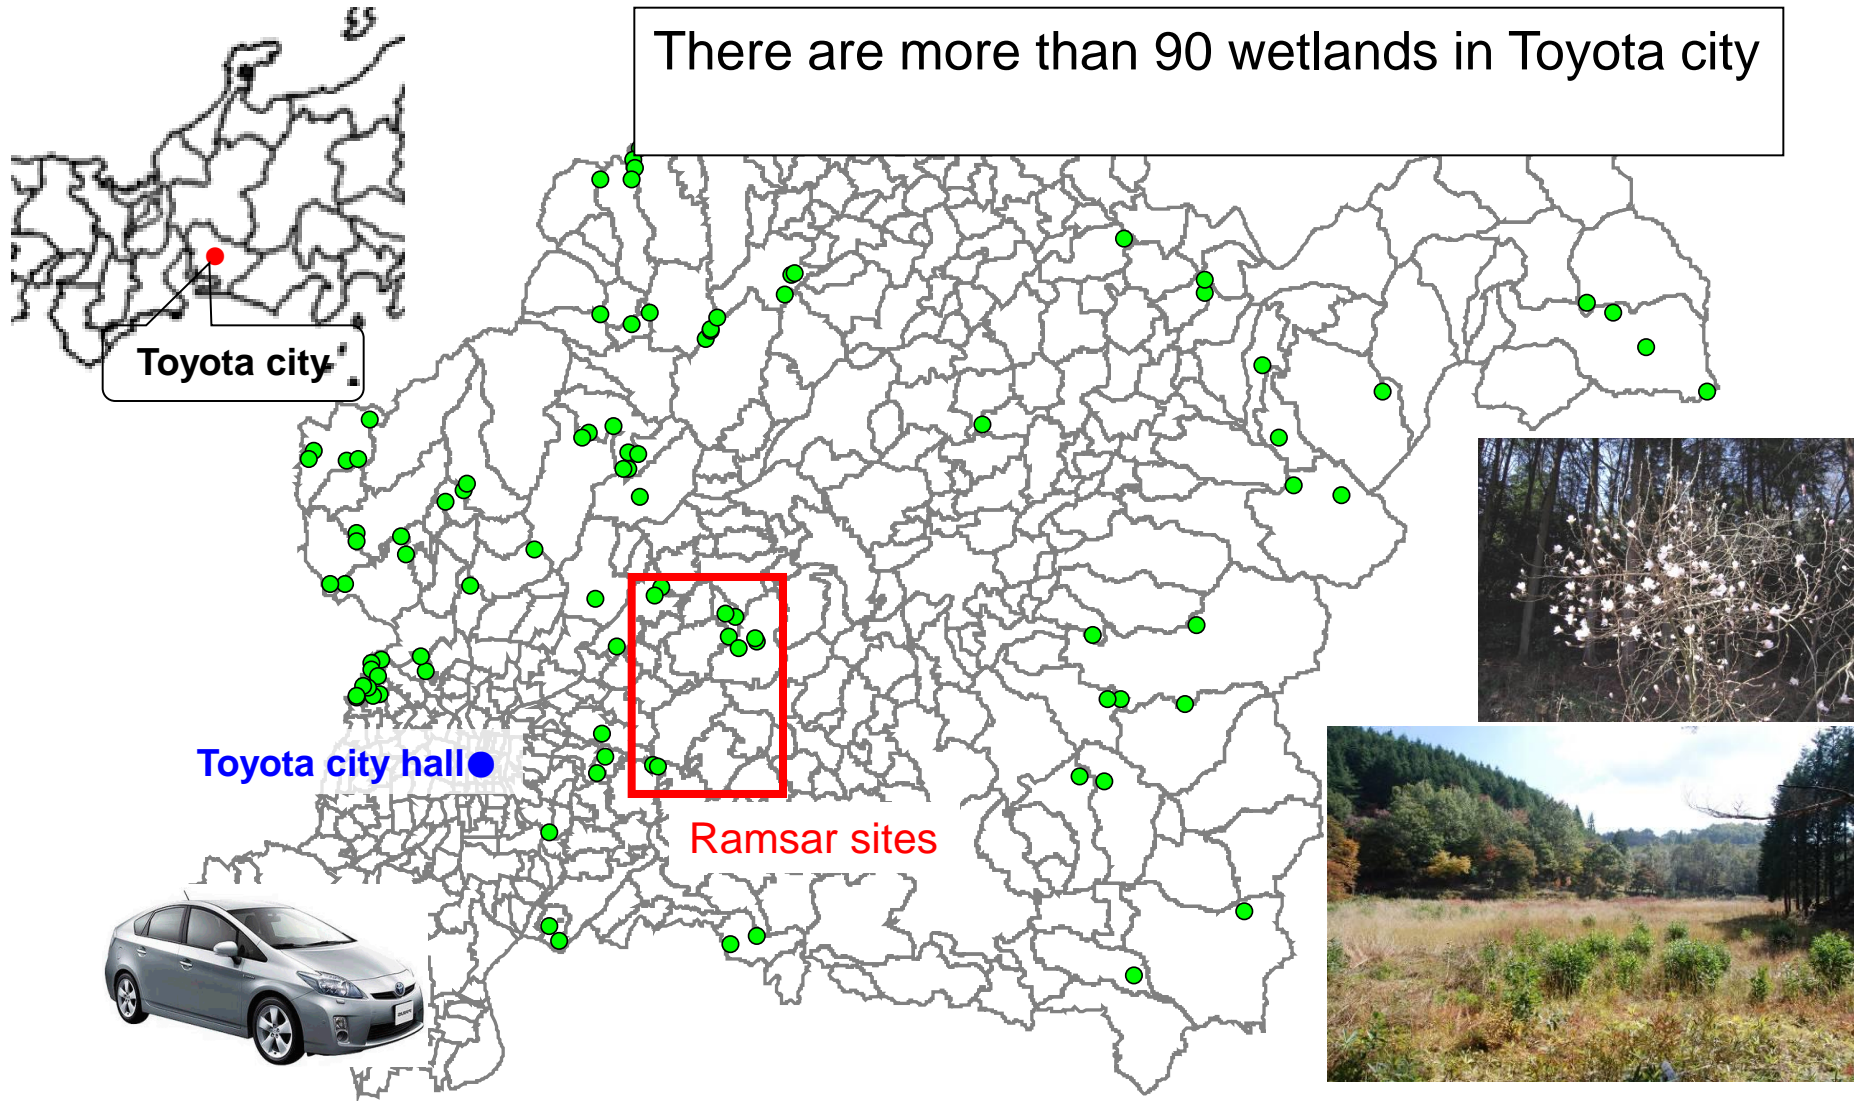 There are more than 90 wetlands in Toyota city
Toyota city
Toyota city hall
Ramsar sites